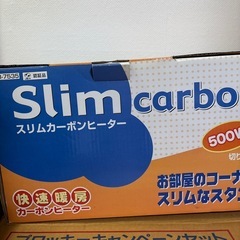 Slim carbo
スリムカーボンヒーター
500W
切
お部屋のコーナ
スリムなスタ
快速暖房
カーボンヒーター